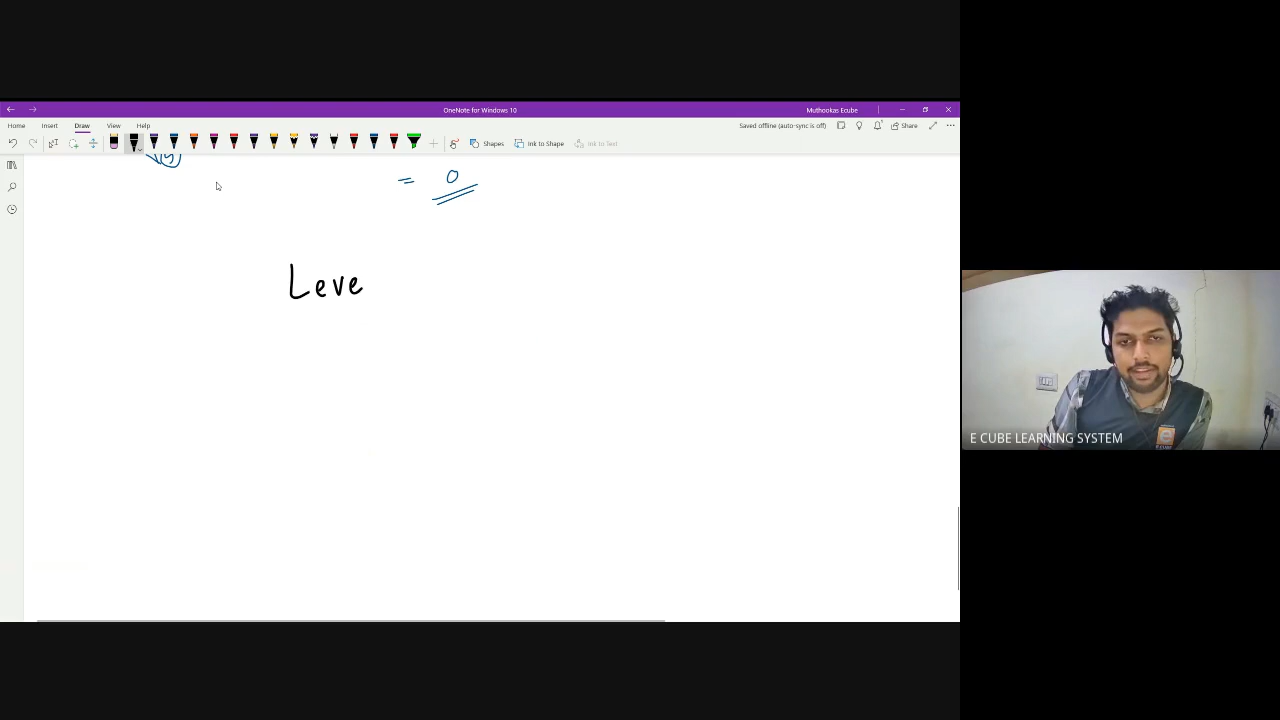 OneNote for Windows 10
Muthookas Ecube
Home Insert Draw View Help
Saved offline (auto-sync is off)
Share
Shapes
Ink to Shape
Ink to Text
= 0
Leve
E CUBE LEARNING SYSTEM